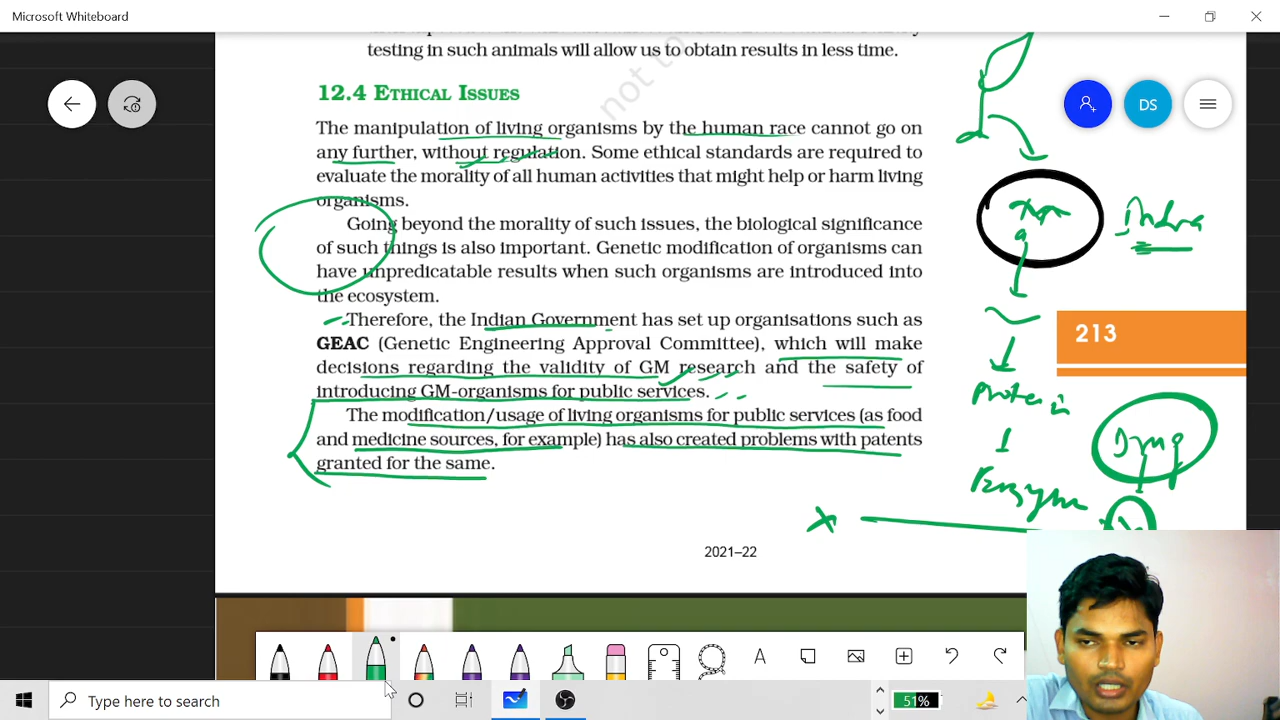 Microsoft Whiteboard
testing in such animals will allow us to obtain results in less time.
not to
12.4 ETHICAL ISSUES
The manipulation of living organisms by the human race cannot go on
any further, without regulation. Some ethical standards are required to
evaluate the morality of all human activities that might help or harm living
organisms.
Going beyond the morality of such issues, the biological significance
of such things is also important. Genetic modification of organisms can
have unpredicatable results when such organisms are introduced into
the ecosystem.
Therefore, the Indian Government has set up organisations such as
GEAC (Genetic Engineering Approval Committee), which will make
decisions regarding the validity of GM research and the safety of
introducing GM-organisms for public services.
The modification/usage of living organisms for public services (as food
and medicine sources, for example) has also created problems with patents
granted for the same.
2021–22
DS
213
Protein
Enzyme
Drug
Type here to search
51%